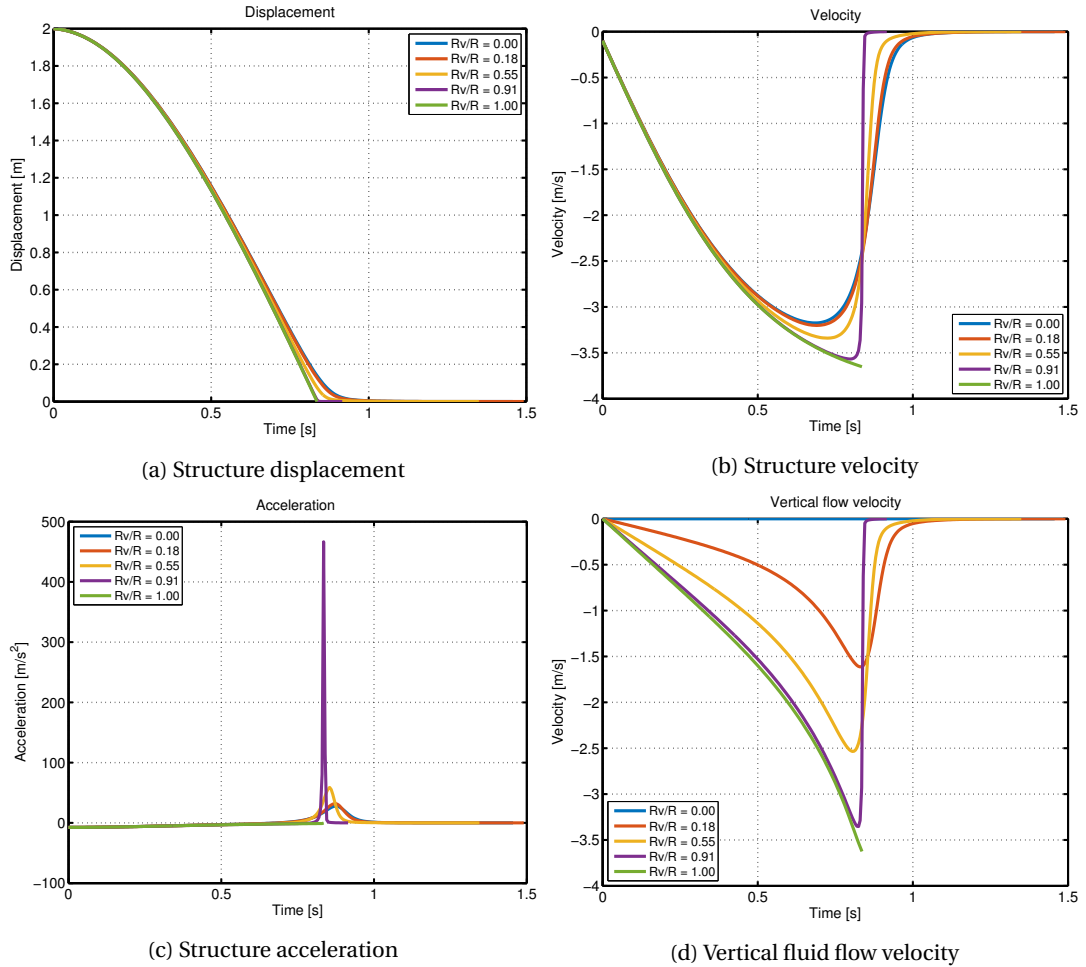 Displacement
2
1.8
1.6
1.4
1.2
1
0.8
0.6
0.4
0.2
0
Displacement [m]
0
0.5
1
1.5
Time [s]
Rv/R = 0.00
Rv/R = 0.18
Rv/R = 0.55
Rv/R = 0.91
Rv/R = 1.00
(a) Structure displacement
Velocity
0
−0.5
−1
−1.5
−2
−2.5
−3
−3.5
−4
Velocity [m/s]
0
0.5
1
1.5
Time [s]
Rv/R = 0.00
Rv/R = 0.18
Rv/R = 0.55
Rv/R = 0.91
Rv/R = 1.00
(b) Structure velocity
Acceleration
500
400
300
200
100
0
−100
Acceleration [m/s²]
0
0.5
1
1.5
Time [s]
Rv/R = 0.00
Rv/R = 0.18
Rv/R = 0.55
Rv/R = 0.91
Rv/R = 1.00
(c) Structure acceleration
Vertical flow velocity
0
−0.5
−1
−1.5
−2
−2.5
−3
−3.5
−4
Velocity [m/s]
0
0.5
1
1.5
Time [s]
Rv/R = 0.00
Rv/R = 0.18
Rv/R = 0.55
Rv/R = 0.91
Rv/R = 1.00
(d) Vertical fluid flow velocity